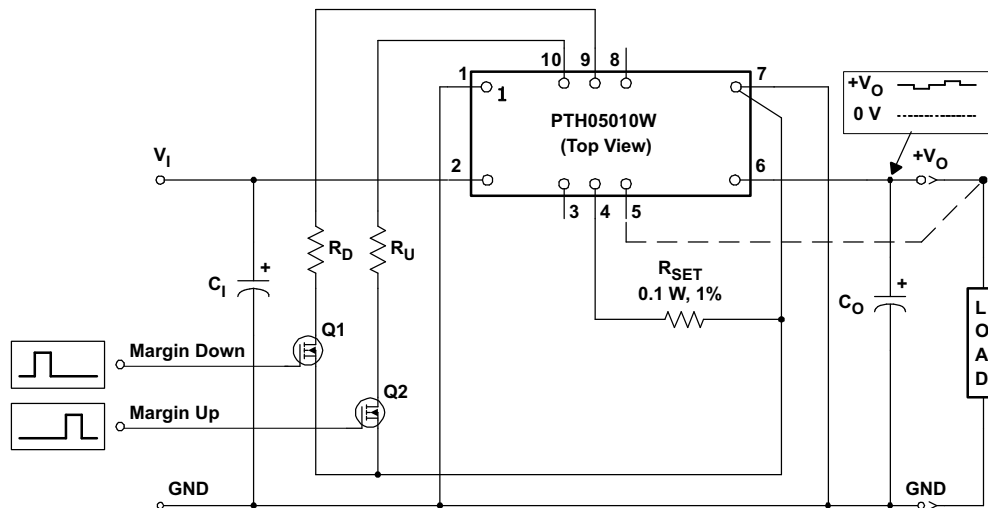 10 9 8
1 7
1
PTH05010W
(Top View)
+VO
0 V
VI
2 6
+VO
3 4 5
RD RU
RSET
0.1 W, 1%
CI
+
CO
+
LOAD
Q1
Margin Down
Q2
Margin Up
GND GND